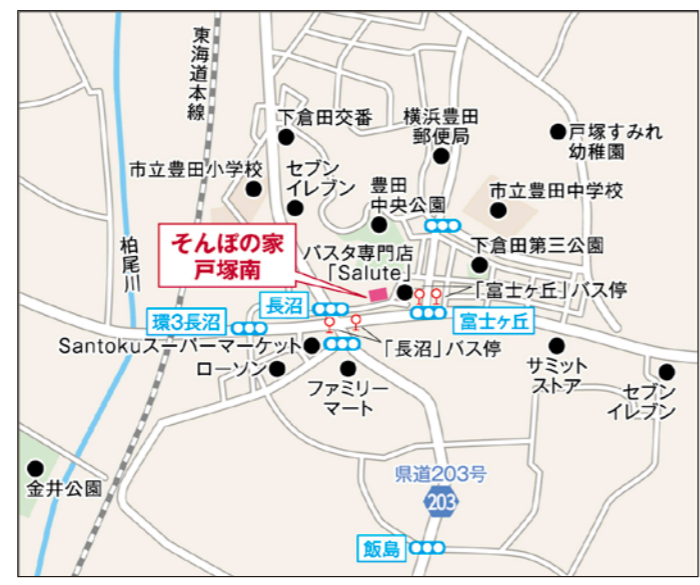 東海道本線
下倉田交番
横浜豊田
郵便局
戸塚すみれ
幼稚園
市立豊田小学校
セブン
イレブン
豊田
中央公園
市立豊田中学校
柏尾川
そんぽの家
戸塚南
パスタ専門店
「Salute」
下倉田第三公園
「富士ヶ丘」バス停
長沼
環3長沼
富士ヶ丘
Santokuスーパーマーケット
「長沼」バス停
ローソン
ファミリー
マート
サミット
ストア
セブン
イレブン
金井公園
県道203号
203
飯島